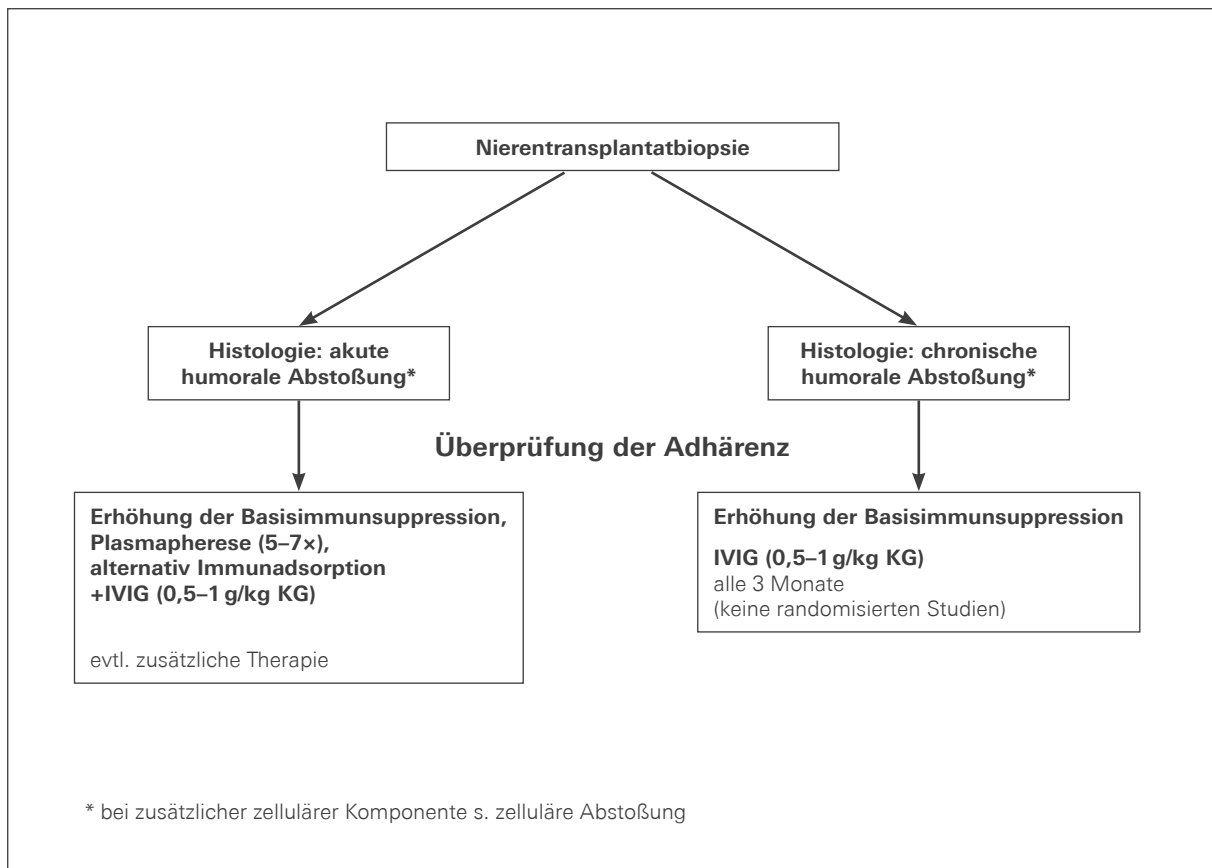 Nierentransplantatbiopsie
Histologie: akute
humorale Abstoßung*
Histologie: chronische
humorale Abstoßung*
Überprüfung der Adhärenz
Erhöhung der Basisimmunsuppression,
Plasmapherese (5–7×),
alternativ Immunadsorption
+IVIG (0,5–1 g/kg KG)
evtl. zusätzliche Therapie
Erhöhung der Basisimmunsuppression
IVIG (0,5–1 g/kg KG)
alle 3 Monate
(keine randomisierten Studien)
* bei zusätzlicher zellulärer Komponente s. zelluläre Abstoßung